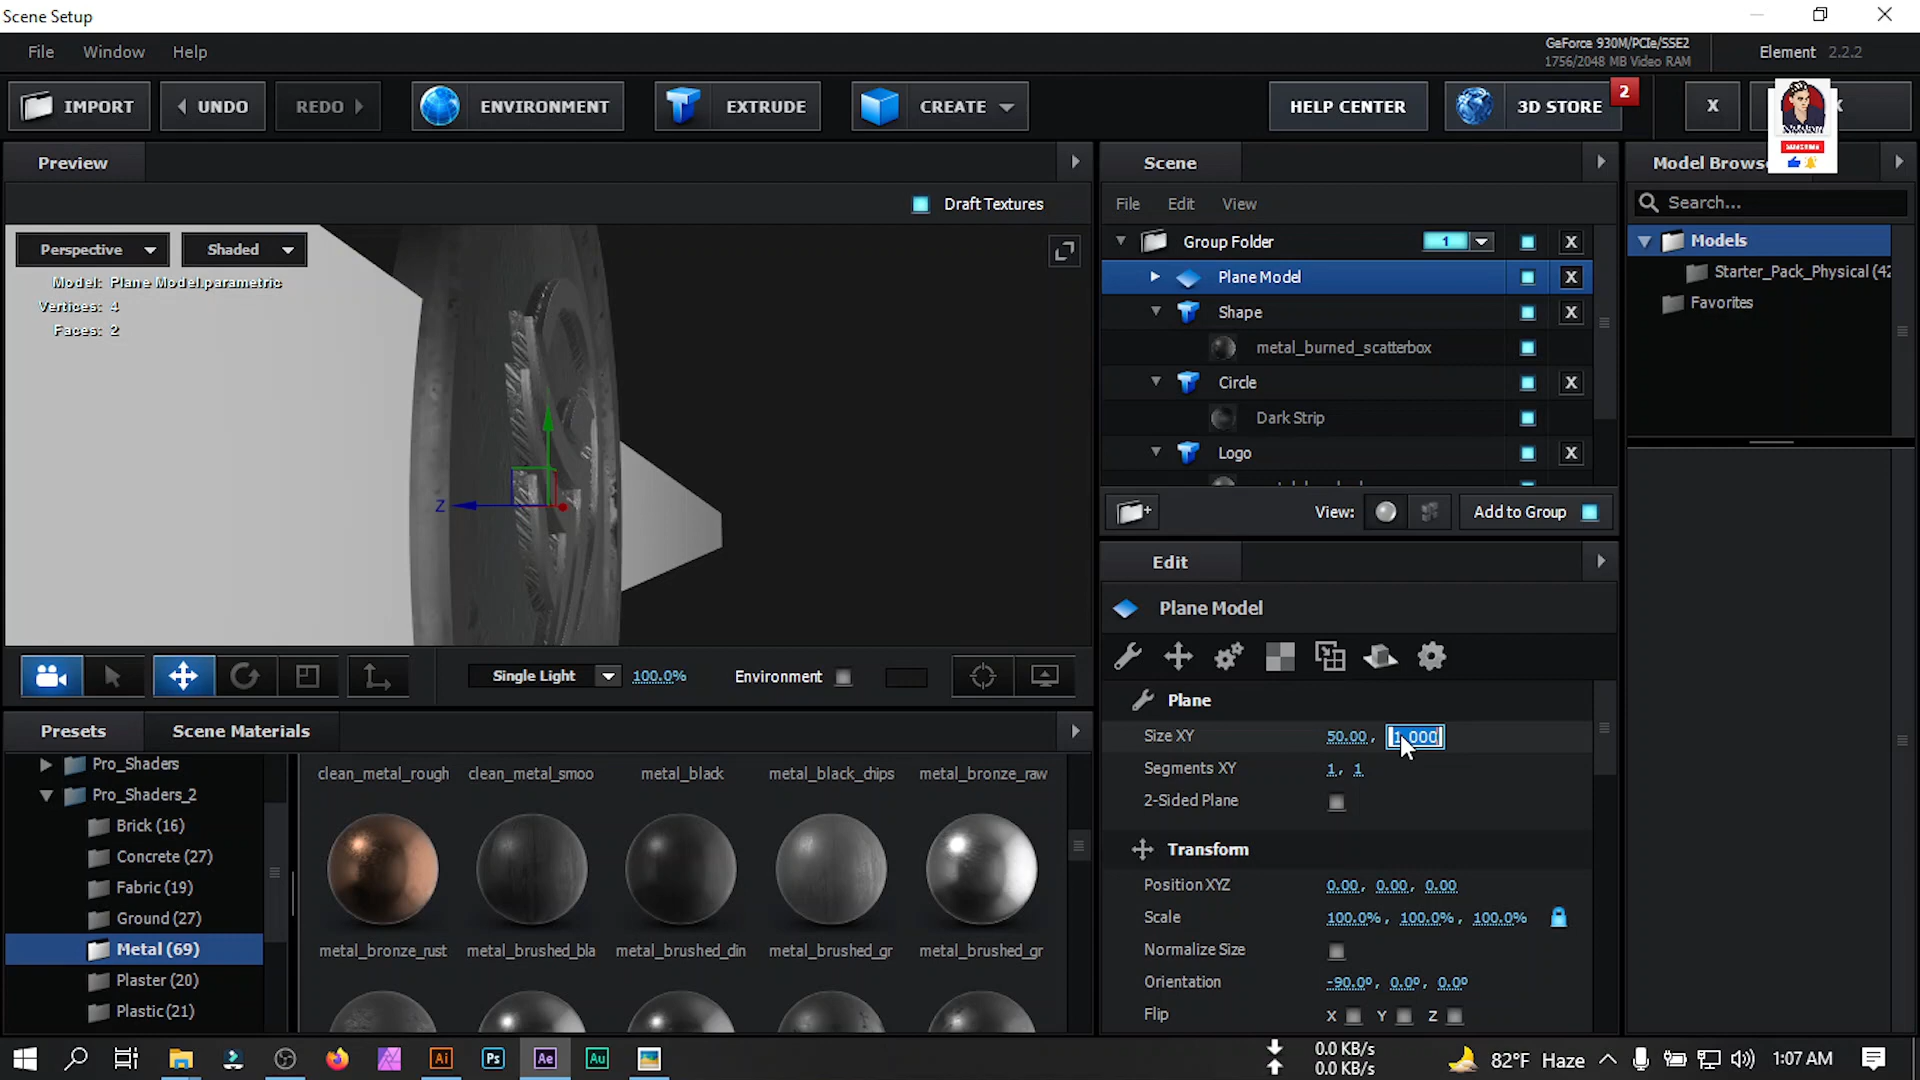 Scene Setup
File Window Help
GeForce 930M/PCIe/SSE2
1756/2048 MB Video RAM
Element 2.2.2
IMPORT UNDO REDO ENVIRONMENT EXTRUDE CREATE HELP CENTER 3D STORE 2 X
Preview Scene
Draft Textures
Perspective Shaded
Model: Plane Model.parametric
Vertices: 4
Faces: 2
Z
File Edit View
Group Folder 1 X
Plane Model X
Shape X
metal_burned_scatterbox
Circle X
Dark Strip
Logo X
View: Add to Group
Search...
Models
Starter_Pack_Physical (42
Favorites
Edit
Plane Model
Plane
Size XY 50.00, 1.000
Segments XY 1, 1
2-Sided Plane
Transform
Position XYZ 0.00, 0.00, 0.00
Scale 100.0%, 100.0%, 100.0%
Normalize Size
Orientation -90.0°, 0.0°, 0.0°
Flip X Y Z
Single Light 100.0% Environment
Presets Scene Materials
Pro_Shaders
Pro_Shaders_2
Brick (16)
Concrete (27)
Fabric (19)
Ground (27)
Metal (69)
Plaster (20)
Plastic (21)
clean_metal_rough clean_metal_smoo metal_black metal_black_chips metal_bronze_raw
metal_bronze_rust metal_brushed_bla metal_brushed_din metal_brushed_gr metal_brushed_gr
Ai Ps Ae Au
0.0 KB/s
0.0 KB/s
82°F Haze 1:07 AM